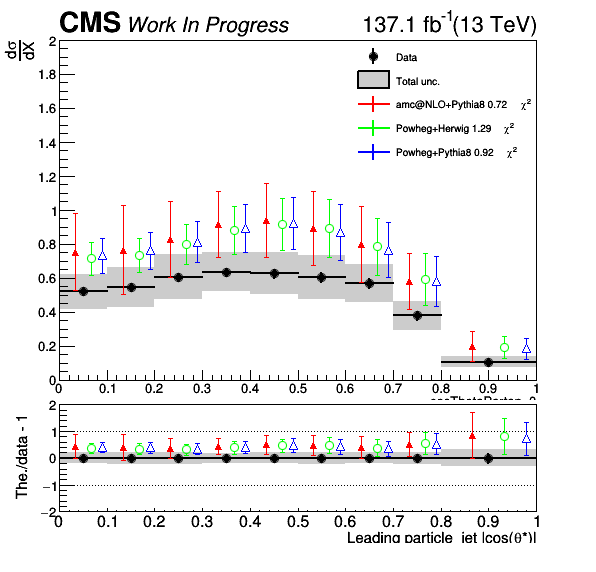 CMS Work In Progress 137.1 fb-1(13 TeV)
dσ
dX
Data
Total unc.
amc@NLO+Pythia8 0.72 χ2
Powheg+Herwig 1.29 χ2
Powheg+Pythia8 0.92 χ2
2
1.8
1.6
1.4
1.2
1
0.8
0.6
0.4
0.2
0
0 0.1 0.2 0.3 0.4 0.5 0.6 0.7 0.8 0.9 1
The./data - 1
2
1
0
−1
−2
0 0.1 0.2 0.3 0.4 0.5 0.6 0.7 0.8 0.9 1
Leading particle jet |cos(θ*)|